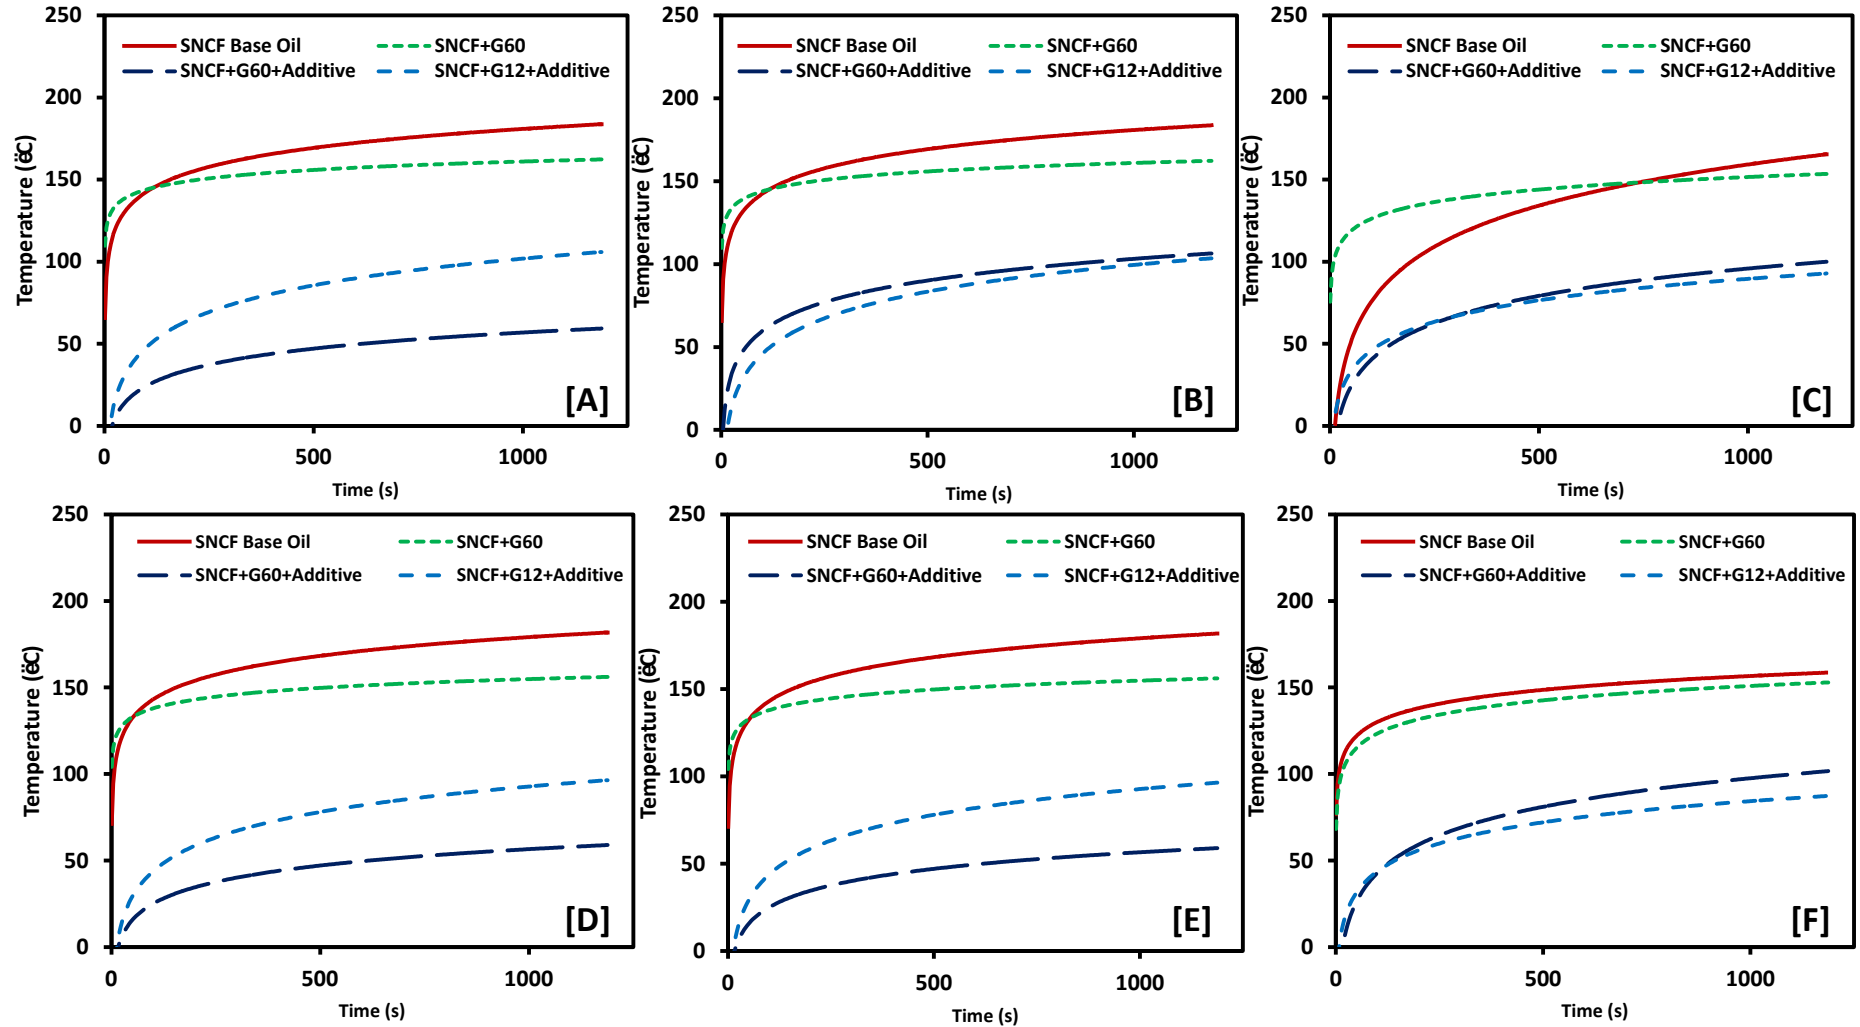 250
200
150
100
50
0
Temperature (ёC)
SNCF Base Oil
SNCF+G60
SNCF+G60+Additive
SNCF+G12+Additive
[A]
0
500
1000
Time (s)
250
200
150
100
50
0
Temperature (ёC)
SNCF Base Oil
SNCF+G60
SNCF+G60+Additive
SNCF+G12+Additive
[B]
0
500
1000
Time (s)
250
200
150
100
50
0
Temperature (ёC)
SNCF Base Oil
SNCF+G60
SNCF+G60+Additive
SNCF+G12+Additive
[C]
0
500
1000
Time (s)
250
200
150
100
50
0
Temperature (ёC)
SNCF Base Oil
SNCF+G60
SNCF+G60+Additive
SNCF+G12+Additive
[D]
0
500
1000
Time (s)
250
200
150
100
50
0
Temperature (ёC)
SNCF Base Oil
SNCF+G60
SNCF+G60+Additive
SNCF+G12+Additive
[E]
0
500
1000
Time (s)
250
200
150
100
50
0
Temperature (ёC)
SNCF Base Oil
SNCF+G60
SNCF+G60+Additive
SNCF+G12+Additive
[F]
0
500
1000
Time (s)